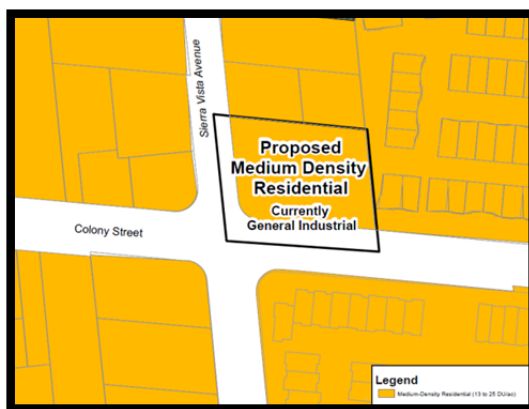 Sierra Vista Avenue
Proposed
Medium Density
Residential
Currently
General Industrial
Colony Street
Legend
Medium-Density Residential (13 to 25 DU/ac)